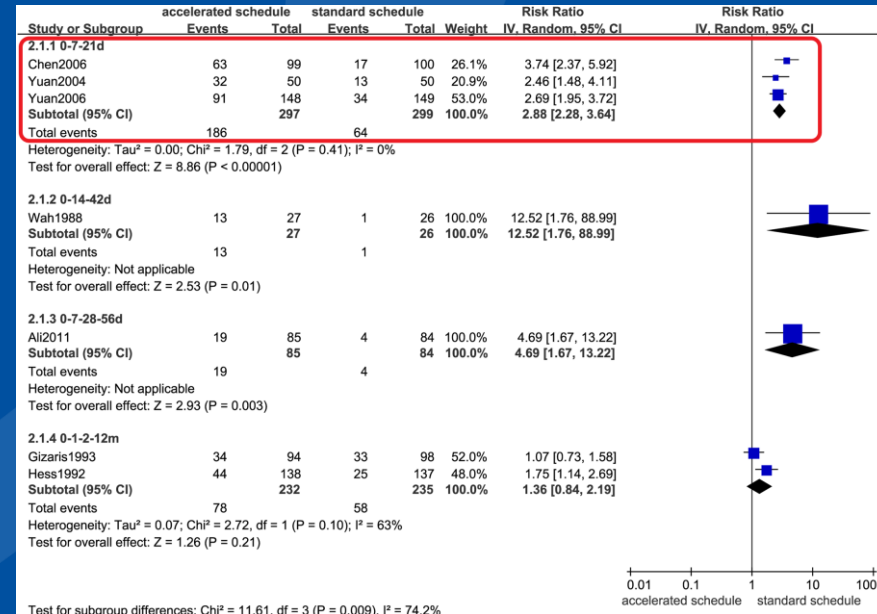 accelerated schedule standard schedule Risk Ratio Risk Ratio
Study or Subgroup Events Total Events Total Weight IV, Random, 95% CI IV, Random, 95% CI
2.1.1 0-7-21d
Chen2006 63 99 17 100 26.1% 3.74 [2.37, 5.92]
Yuan2004 32 50 13 50 20.9% 2.46 [1.48, 4.11]
Yuan2006 91 148 34 149 53.0% 2.69 [1.95, 3.72]
Subtotal (95% CI) 297 299 100.0% 2.88 [2.28, 3.64]
Total events 186 64
Heterogeneity: Tau² = 0.00; Chi² = 1.79, df = 2 (P = 0.41); I² = 0%
Test for overall effect: Z = 8.86 (P < 0.00001)
2.1.2 0-14-42d
Wah1988 13 27 1 26 100.0% 12.52 [1.76, 88.99]
Subtotal (95% CI) 27 26 100.0% 12.52 [1.76, 88.99]
Total events 13 1
Heterogeneity: Not applicable
Test for overall effect: Z = 2.53 (P = 0.01)
2.1.3 0-7-28-56d
Ali2011 19 85 4 84 100.0% 4.69 [1.67, 13.22]
Subtotal (95% CI) 85 84 100.0% 4.69 [1.67, 13.22]
Total events 19 4
Heterogeneity: Not applicable
Test for overall effect: Z = 2.93 (P = 0.003)
2.1.4 0-1-2-12m
Gizaris1993 34 94 33 98 52.0% 1.07 [0.73, 1.58]
Hess1992 44 138 25 137 48.0% 1.75 [1.14, 2.69]
Subtotal (95% CI) 232 235 100.0% 1.36 [0.84, 2.19]
Total events 78 58
Heterogeneity: Tau² = 0.07; Chi² = 2.72, df = 1 (P = 0.10); I² = 63%
Test for overall effect: Z = 1.26 (P = 0.21)
0.01 0.1 1 10 100
accelerated schedule standard schedule
Test for subgroup differences: Chi² = 11.61, df = 3 (P = 0.009), I² = 74.2%